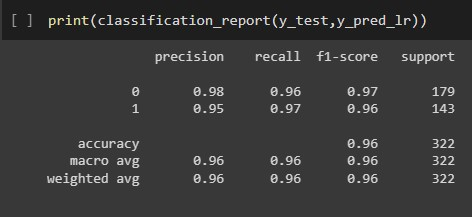 [ ] print(classification_report(y_test,y_pred_lr))
precision recall f1-score support
0 0.98 0.96 0.97 179
1 0.95 0.97 0.96 143
accuracy 0.96 322
macro avg 0.96 0.96 0.96 322
weighted avg 0.96 0.96 0.96 322